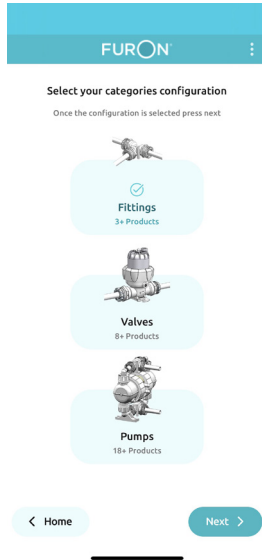 FURON
Select your categories configuration
Once the configuration is selected press next
Fittings
3+ Products
Valves
8+ Products
Pumps
18+ Products
Home
Next